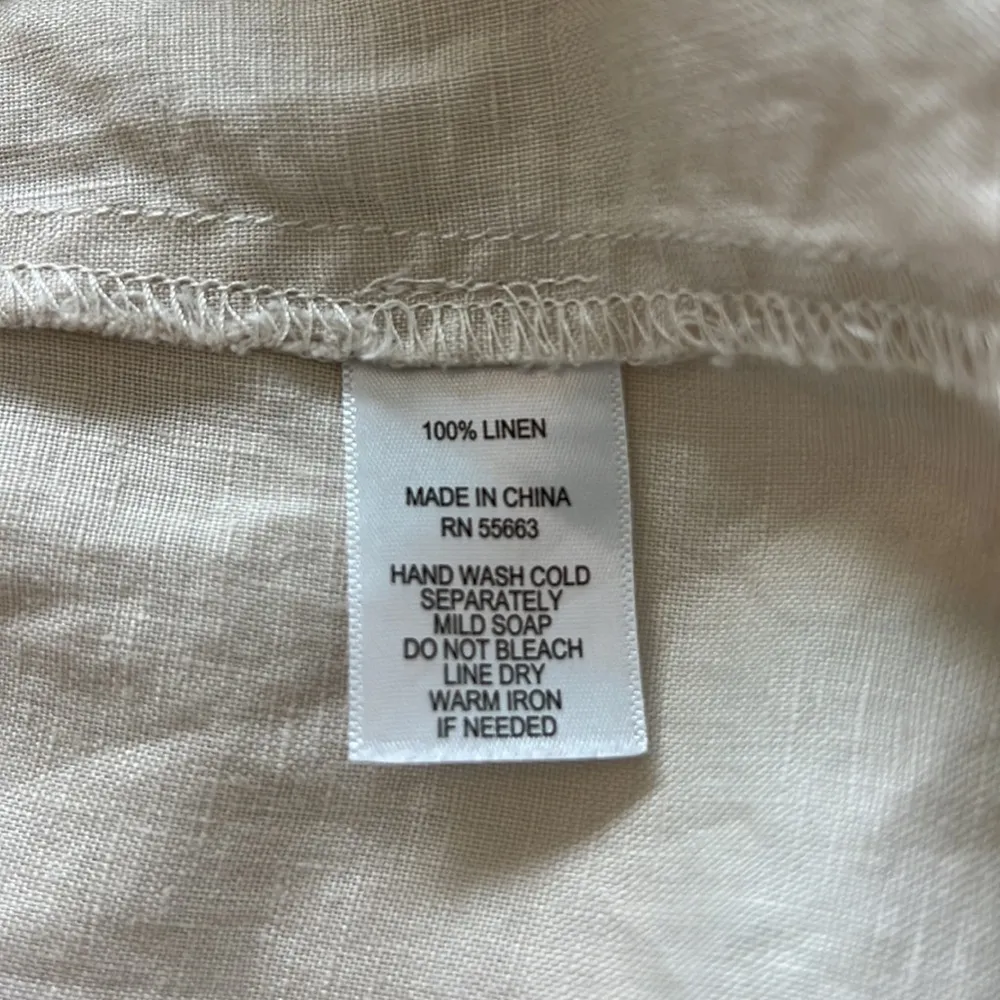 100% LINEN
MADE IN CHINA
RN 55663
HAND WASH COLD
SEPARATELY
MILD SOAP
DO NOT BLEACH
LINE DRY
WARM IRON
IF NEEDED